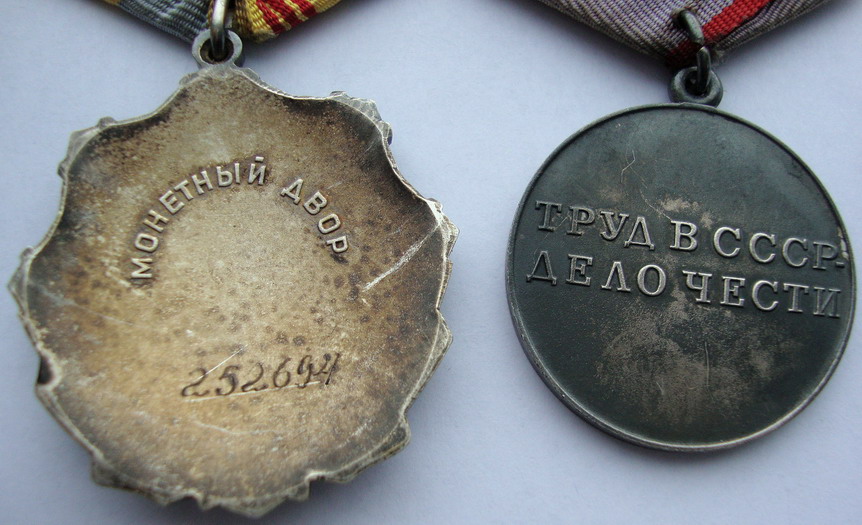 МОНЕТНЫЙ ДВОР
252694
ТРУД В СССР-
ДЕЛО ЧЕСТИ